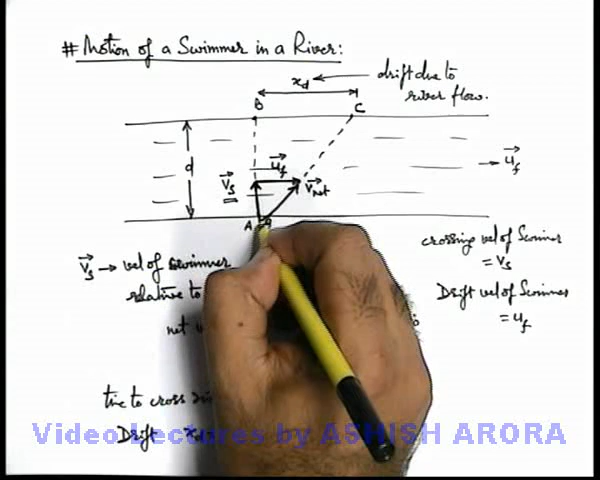 # Motion of a Swimmer in a River:
x_d ← drift due to
river flow.
B C
d
u_f
v_s
v_net
→ u_f
A θ
v_s → vel of swimmer
relative to
net
crossing vel of Swimmer
= v_s
Drift vel of Swimmer
= u_f
time to cross
Drift x
Video Lectures by ASHISH ARORA